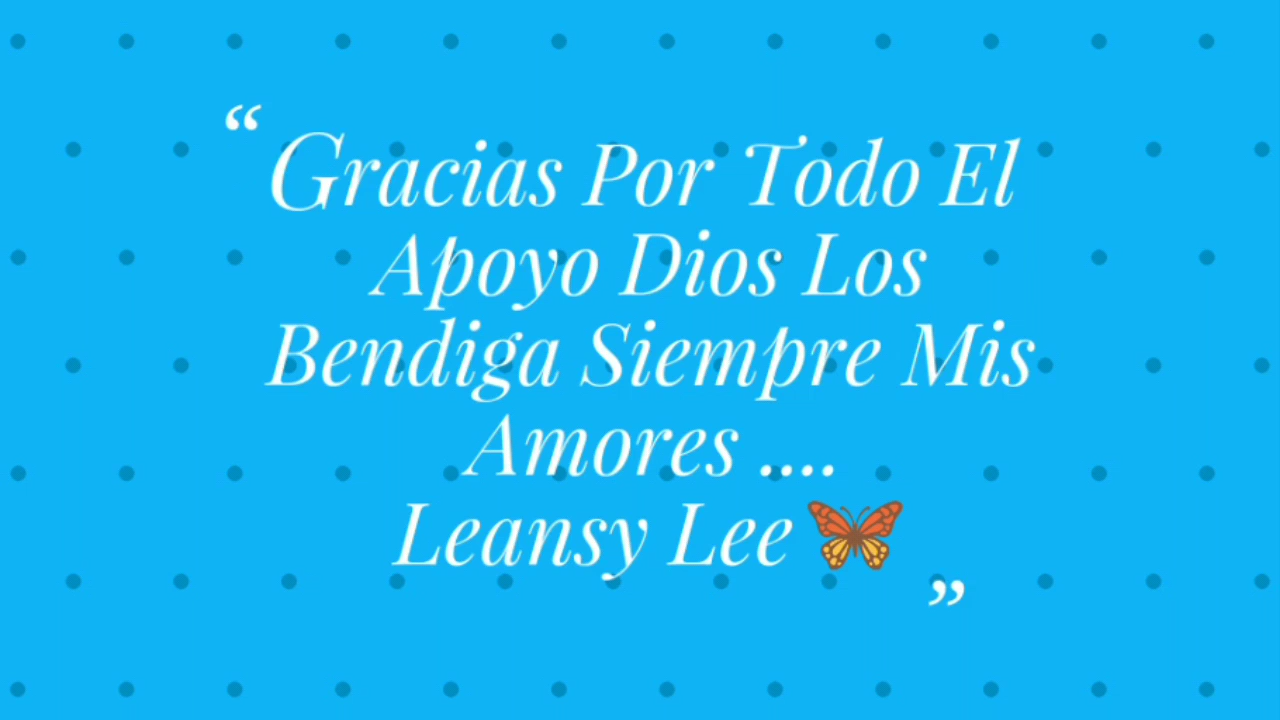 “Gracias Por Todo El
Apoyo Dios Los
Bendiga Siempre Mis
Amores ....
Leansy Lee 🦋”